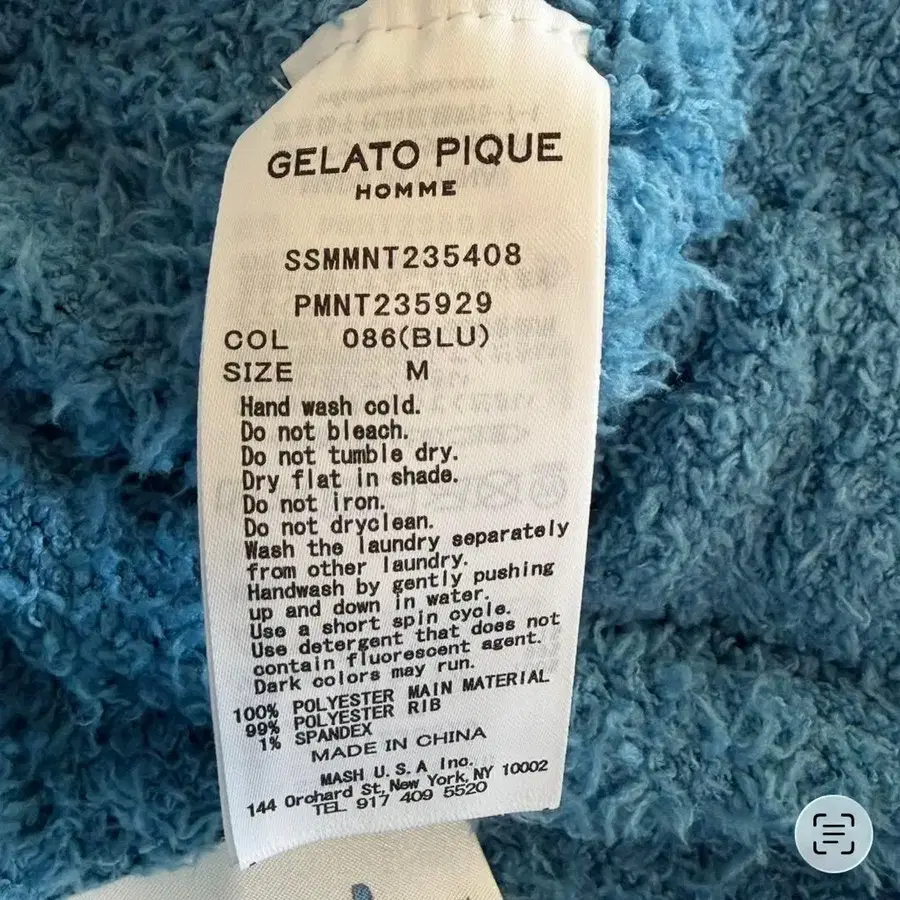 GELATO PIQUE
HOMME
SSMMNT235408
PMNT235929
COL 086(BLU)
SIZE M
Hand wash cold.
Do not bleach.
Do not tumble dry.
Dry flat in shade.
Do not iron.
Do not dryclean.
Wash the laundry separately
from other laundry.
Handwash by gently pushing
up and down in water.
Use a short spin cycle.
Use detergent that does not
contain fluorescent agent.
Dark colors may run.
100% POLYESTER MAIN MATERIAL
99% POLYESTER RIB
1% SPANDEX
MADE IN CHINA
MASH U.S.A Inc.
144 Orchard St, New York, NY 10002
TEL 917 409 5520